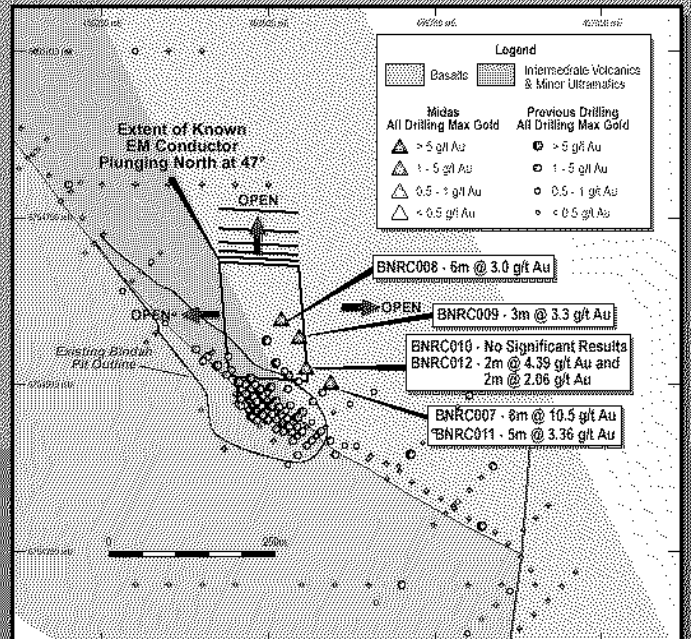 Legend
Basalts
Intermediate Volcanics
& Minor Ultramafics
Midas
All Drilling Max Gold
Previous Drilling
All Drilling Max Gold
> 5 g/t Au
> 5 g/t Au
1 - 5 g/t Au
1 - 5 g/t Au
0.5 - 1 g/t Au
0.5 - 1 g/t Au
< 0.5 g/t Au
< 0.5 g/t Au
Extent of Known
EM Conductor
Plunging North at 47°
OPEN
BNRC008 - 6m @ 3.0 g/t Au
OPEN
OPEN
BNRC009 - 3m @ 3.3 g/t Au
BNRC010 - No Significant Results
BNRC012 - 2m @ 4.39 g/t Au and
2m @ 2.06 g/t Au
Existing Bindah
Pit Outline
BNRC007 - 6m @ 10.5 g/t Au
BNRC011 - 5m @ 3.36 g/t Au
0
250m